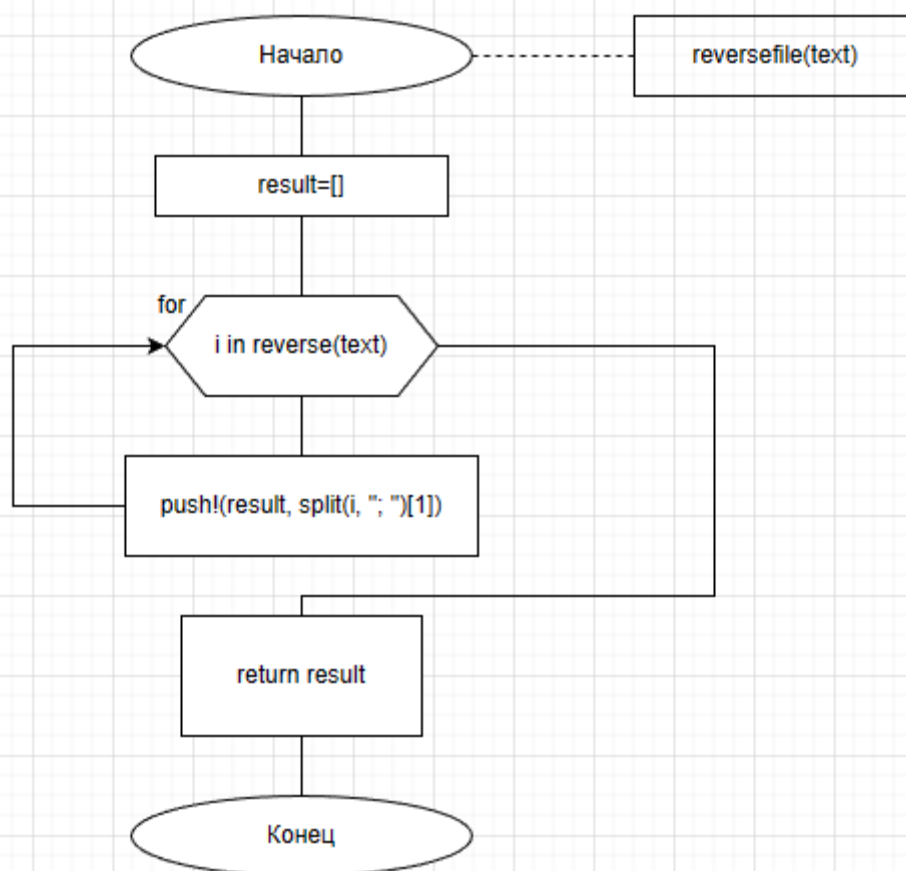 Начало
reversefile(text)
result=[]
for
i in reverse(text)
push!(result, split(i, "; ")[1])
return result
Конец